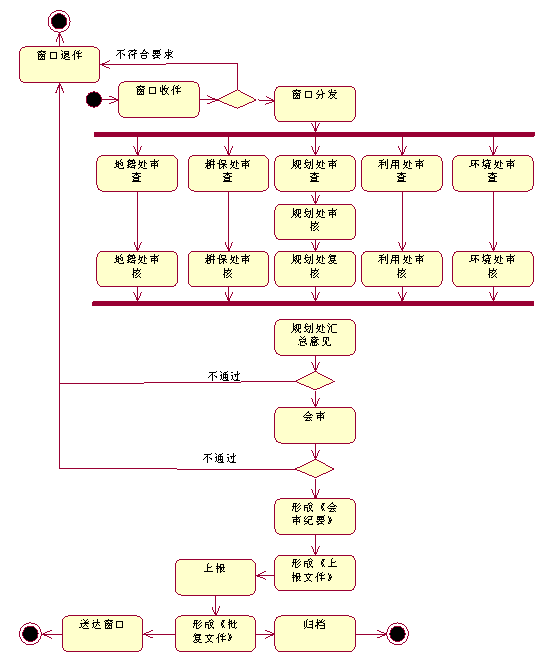 不符合要求
窗口退件
窗口收件
窗口分发
地籍处审
查
耕保处审
查
规划处审
查
利用处审
查
环境处审
查
规划处审
核
地籍处审
核
耕保处审
核
规划处复
核
利用处审
核
环境处审
核
规划处汇
总意见
不通过
会审
不通过
形成《会
审纪要》
形成《上
报文件》
上报
送达窗口
形成《批
复文件》
归档